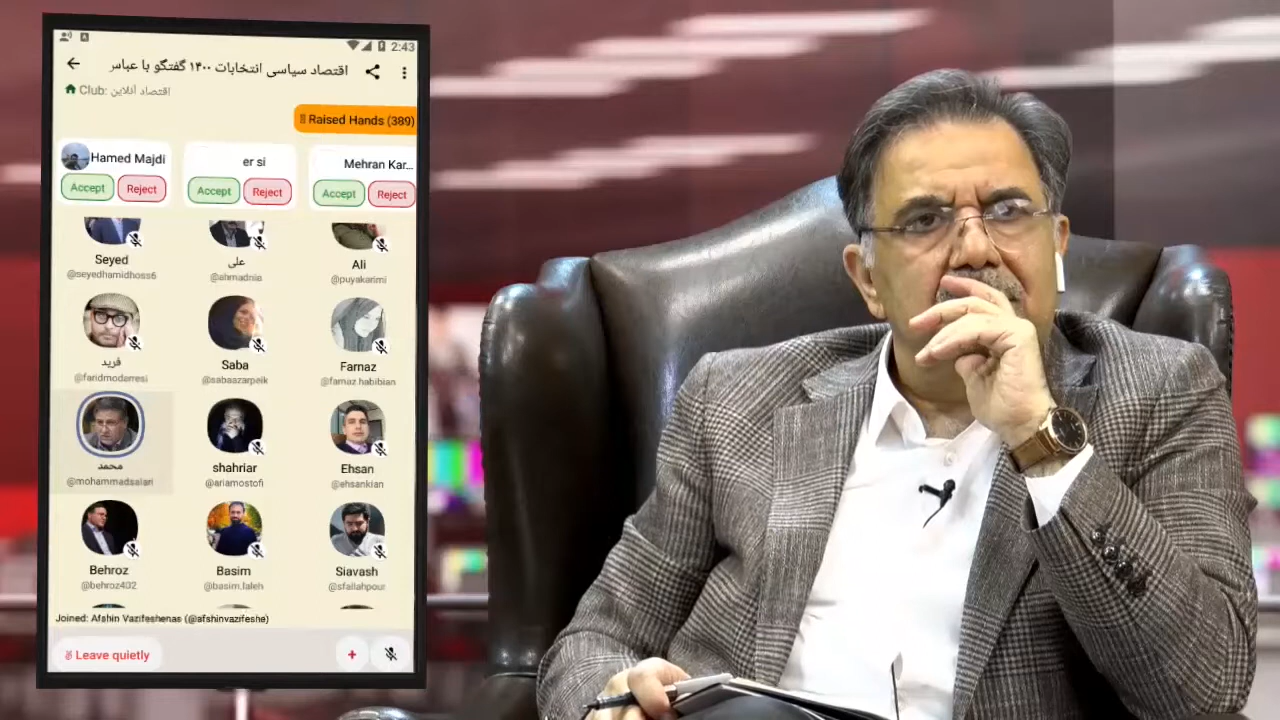 2:43
اقتصاد سیاسی انتخابات ۱۴۰۰ گفتگو با عباس
Club: اقتصاد آنلاین
Raised Hands (389)
Hamed Majdi er si Mehran Kar...
Accept Reject Accept Reject Accept Reject
Seyed علی Ali
@seyedhamidhoss6 @ahmadnia @puyakarimi
فرید Saba Farnaz
@faridmodarresi @sabaazarpeik @farnaz.habibian
محمد shahriar Ehsan
@mohammadsalari @ariamostofi @ehsankian
Behroz Basim Siavash
@behroz402 @basim.laleh @sfallahpour
Joined: Afshin Vazifeshenas (@afshinvazifeshe)
Leave quietly